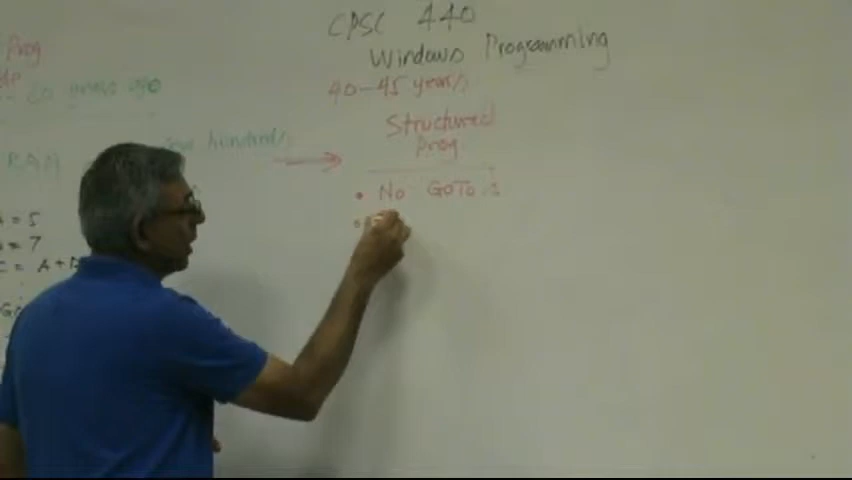 CPSC 440
Windows Programming
40-45 years
Structured
Prog
• No GoTo's
Prog
20 years ago
RAM
few hundreds
A = 5
= 7
C = A+B